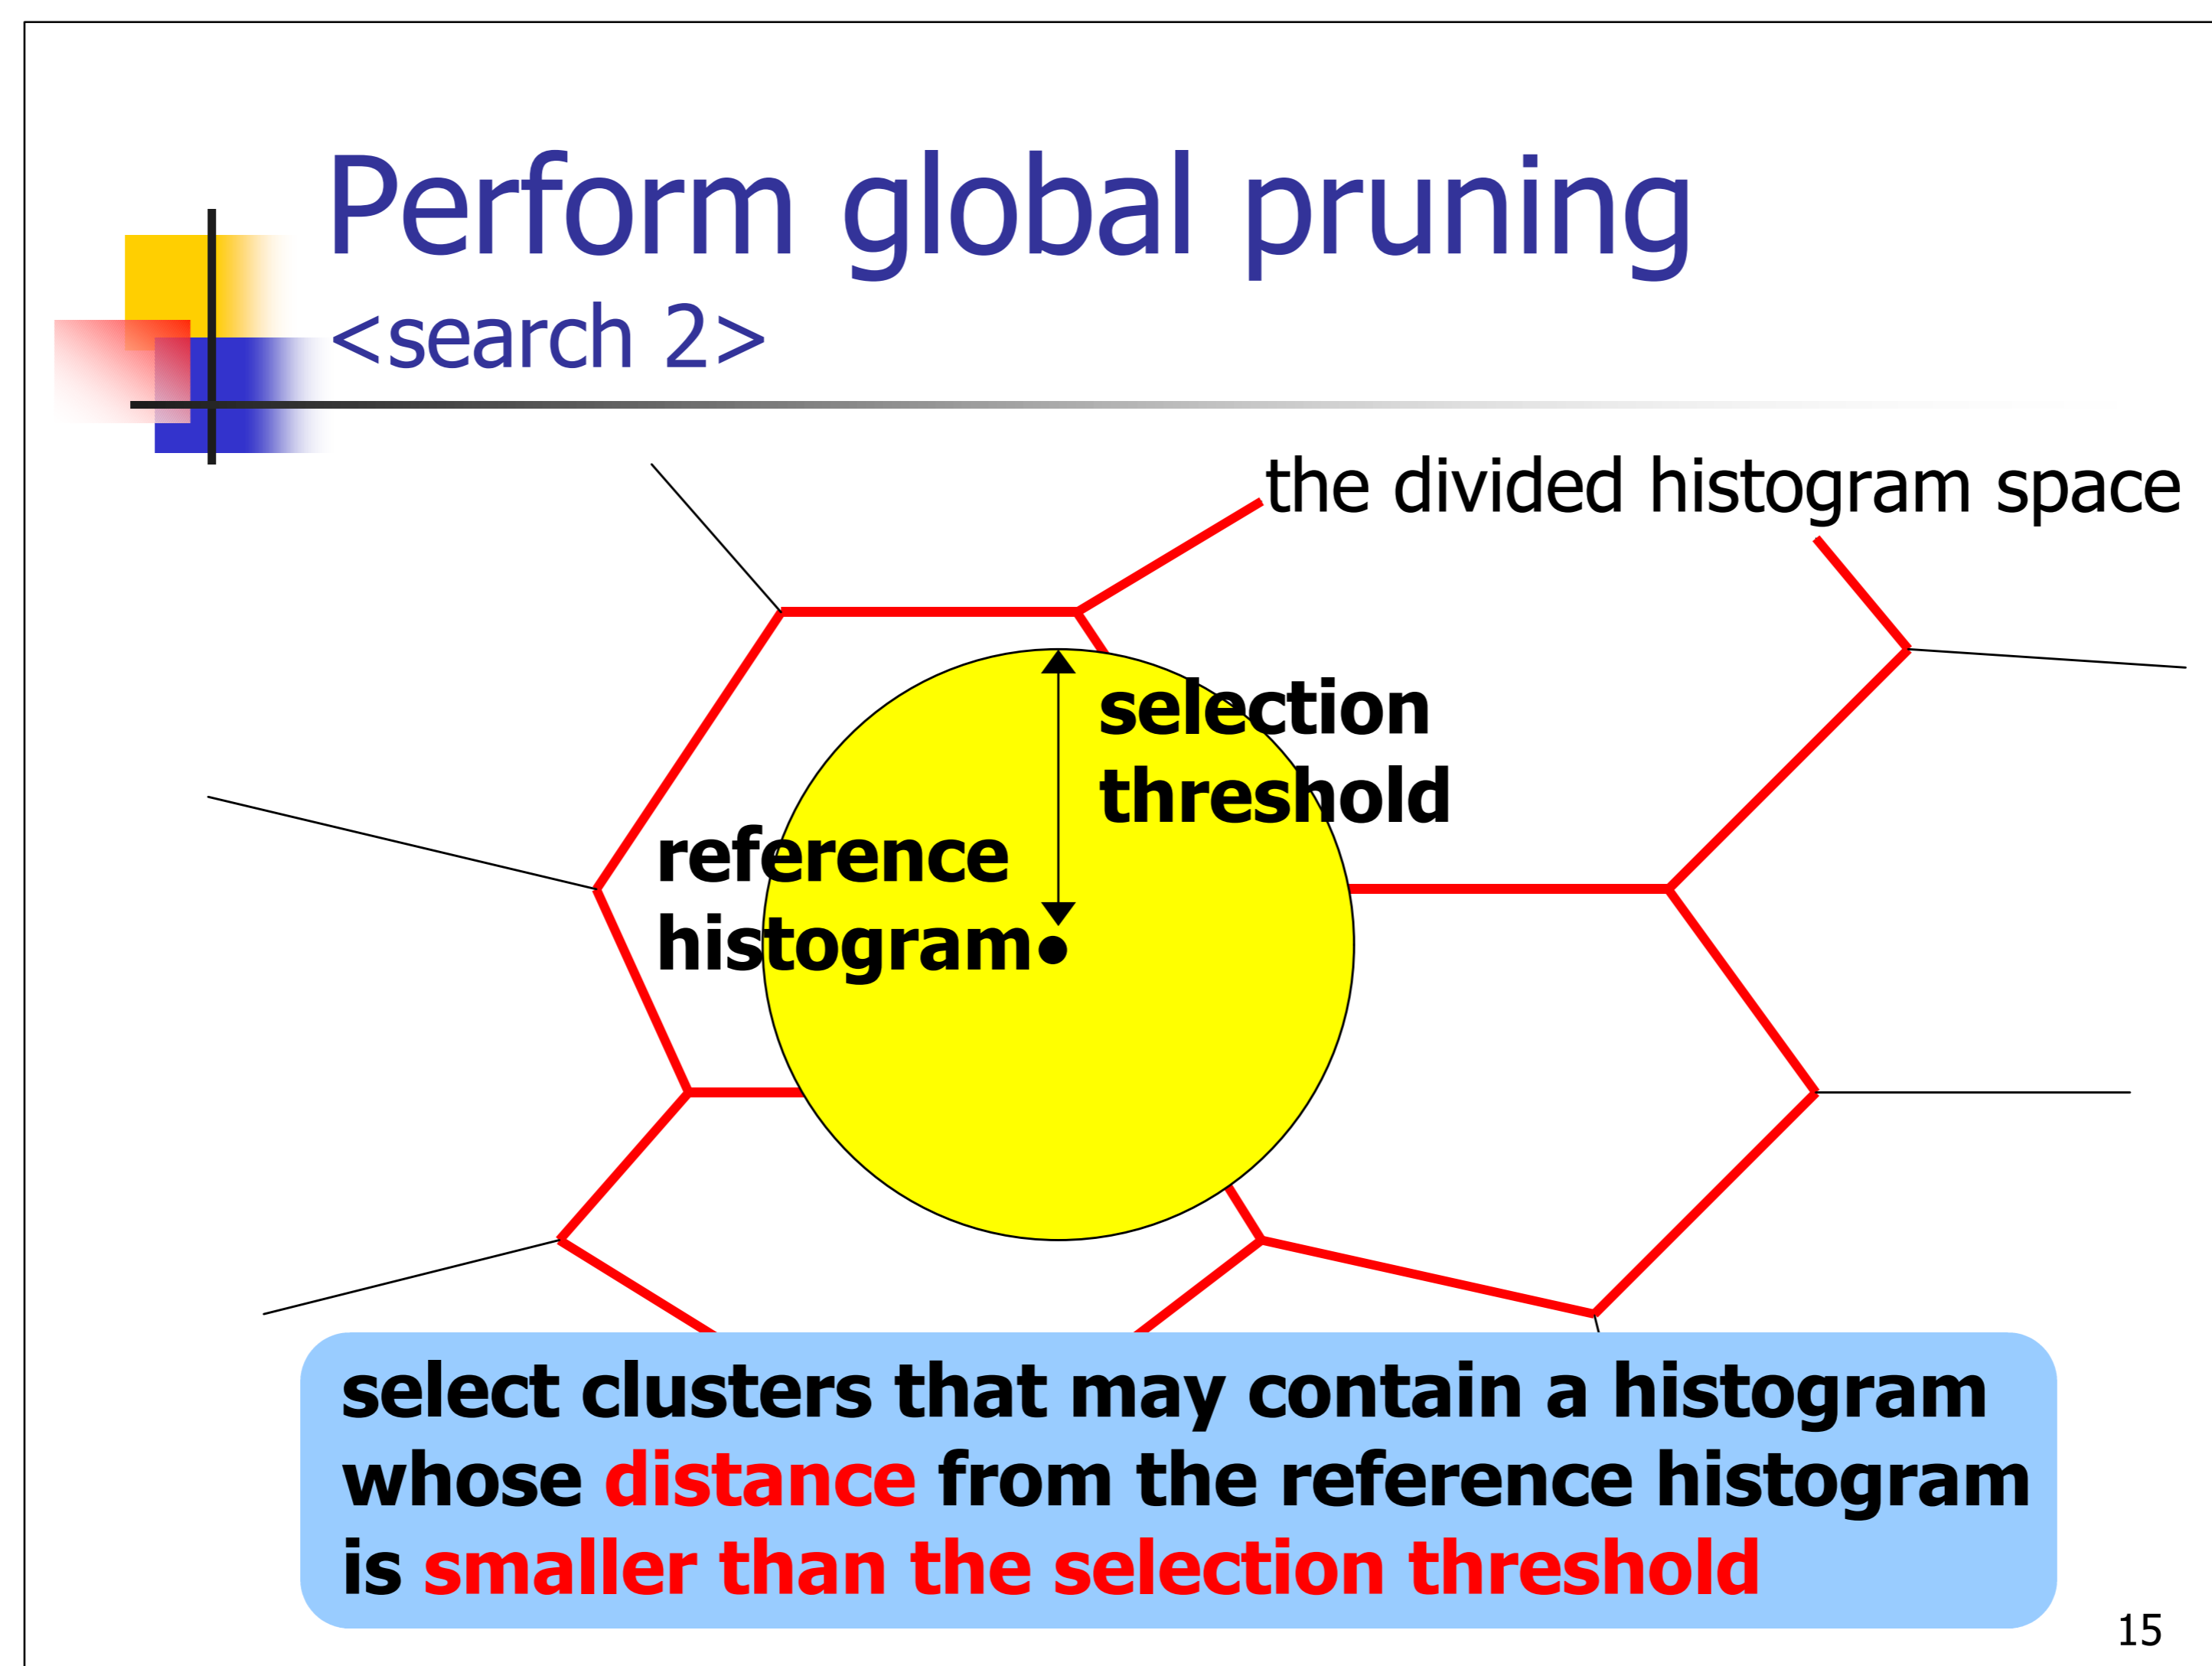 Perform global pruning
<search 2>
the divided histogram space
selection
threshold
reference
histogram
select clusters that may contain a histogram
whose distance from the reference histogram
is smaller than the selection threshold
15